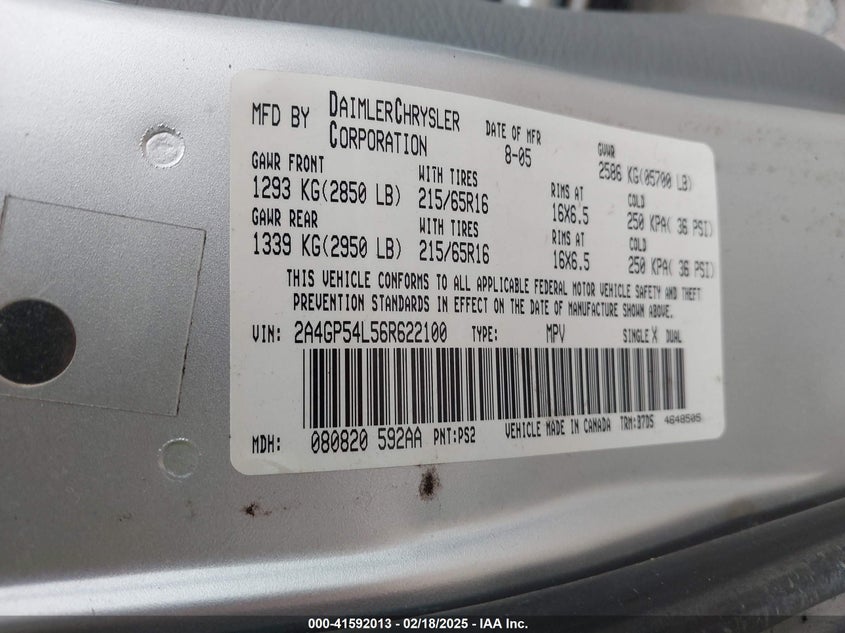 MFD BY DAIMLERCHRYSLER CORPORATION DATE OF MFR 8-05 GVWR 2586 KG(05700 LB)
GAWR FRONT WITH TIRES RIMS AT COLD
1293 KG(2850 LB) 215/65R16 16X6.5 250 KPA( 36 PSI)
GAWR REAR WITH TIRES RIMS AT COLD
1339 KG(2950 LB) 215/65R16 16X6.5 250 KPA( 36 PSI)
THIS VEHICLE CONFORMS TO ALL APPLICABLE FEDERAL MOTOR VEHICLE SAFETY AND THEFT
PREVENTION STANDARDS IN EFFECT ON THE DATE OF MANUFACTURE SHOWN ABOVE.
VIN: 2A4GP54L56R622100 TYPE: MPV SINGLE X DUAL
MDH: 080820 592AA PNT:PS2 VEHICLE MADE IN CANADA TRM:B7D5 4648505
000-41592013 — 02/18/2025 — IAA Inc.